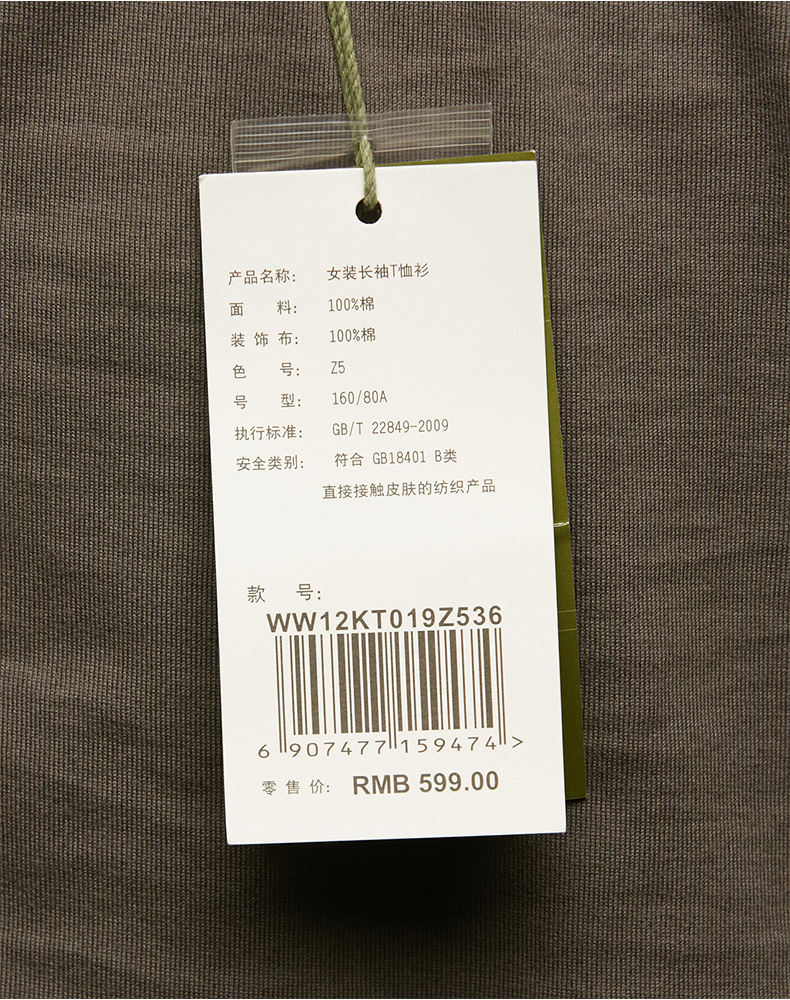 产品名称： 女装长袖T恤衫
面 料： 100%棉
装 饰 布： 100%棉
色 号： Z5
号 型： 160/80A
执行标准： GB/T 22849-2009
安全类别： 符合 GB18401 B类
直接接触皮肤的纺织产品
款 号：
WW12KT019Z536
6 907477 159474 >
零 售 价： RMB 599.00